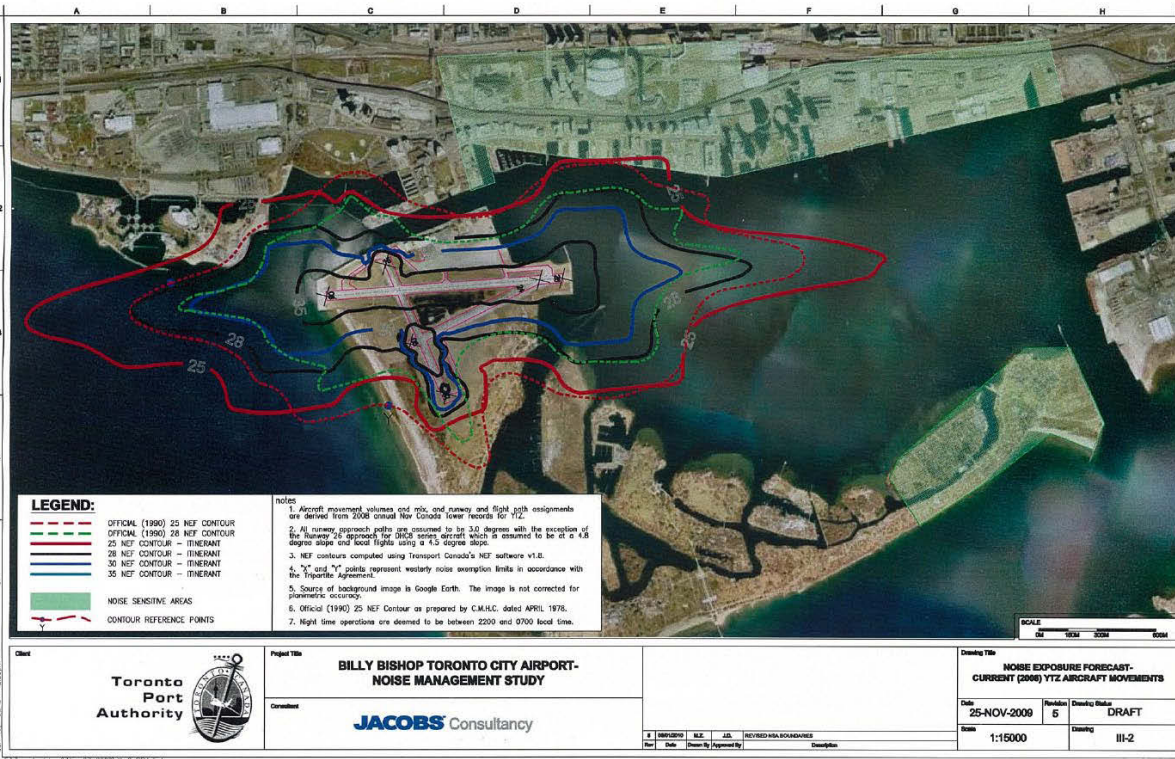 A B C D E F G H
25
25
28
28
35
25
25
LEGEND:
OFFICIAL (1990) 25 NEF CONTOUR
OFFICIAL (1990) 28 NEF CONTOUR
25 NEF CONTOUR - ITINERANT
28 NEF CONTOUR - ITINERANT
30 NEF CONTOUR - ITINERANT
35 NEF CONTOUR - ITINERANT
NOISE SENSITIVE AREAS
CONTOUR REFERENCE POINTS
Y
notes
1. Aircraft movement volumes and mix, and runway and flight path assignments
are derived from 2008 annual Nav Canada Tower records for YTZ.
2. All runway approach paths are assumed to be 3.0 degrees with the exception of
the Runway 26 approach for DHC8 series aircraft which is assumed to be at a 4.8
degree slope and local flights using a 4.5 degree slope.
3. NEF contours computed using Transport Canada's NEF software v1.8.
4. "X" and "Y" points represent westerly noise exemption limits in accordance with
the Tripartite Agreement.
5. Source of background image is Google Earth. The image is not corrected for
planimetric accuracy.
6. Official (1990) 25 NEF Contour as prepared by C.M.H.C. dated APRIL 1978.
7. Night time operations are deemed to be between 2200 and 0700 local time.
SCALE
0M 150M 300M 600M
Client
Toronto
Port
Authority
TORONTO CANADA
Project Title
BILLY BISHOP TORONTO CITY AIRPORT-
NOISE MANAGEMENT STUDY
Consultant
JACOBS Consultancy
5 08/01/2010 M.Z. J.D. REVISED NSA BOUNDARIES
Rev Date Drawn By Approved By Description
Drawing Title
NOISE EXPOSURE FORECAST-
CURRENT (2008) YTZ AIRCRAFT MOVEMENTS
Date
25-NOV-2009
Revision
5
Drawing Status
DRAFT
Scale
1:15000
Drawing
III-2